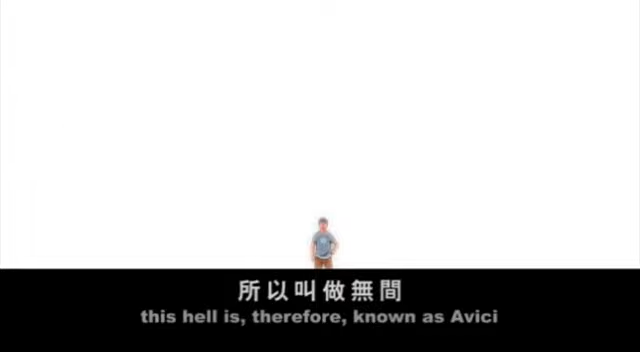 所以叫做無間
this hell is, therefore, known as Avici